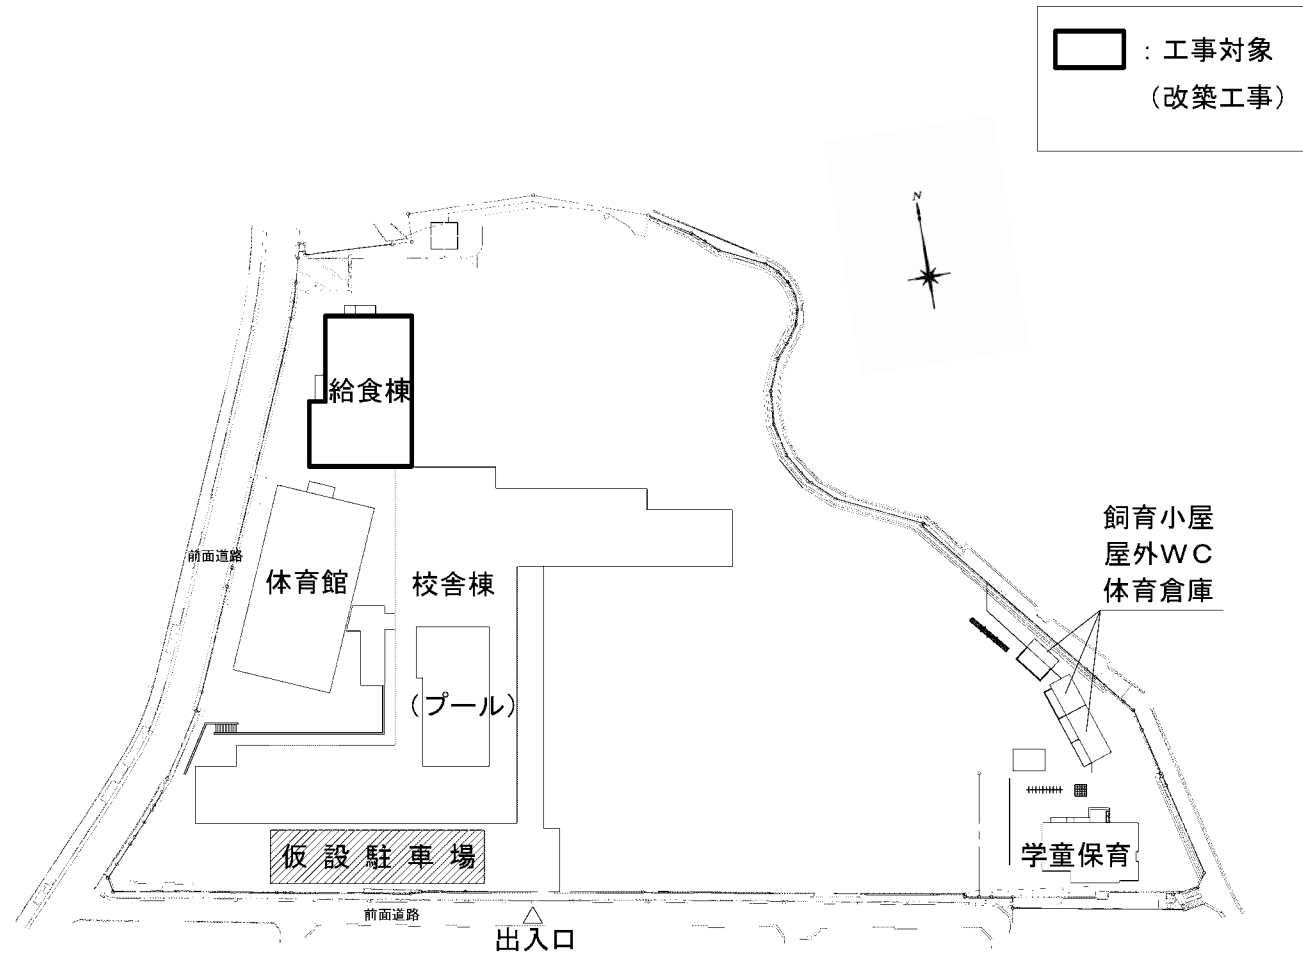 ：工事対象
（改築工事）
N
給食棟
飼育小屋
屋外ＷＣ
体育倉庫
前面道路
体育館
校舎棟
（プール）
仮設駐車場
学童保育
前面道路
出入口